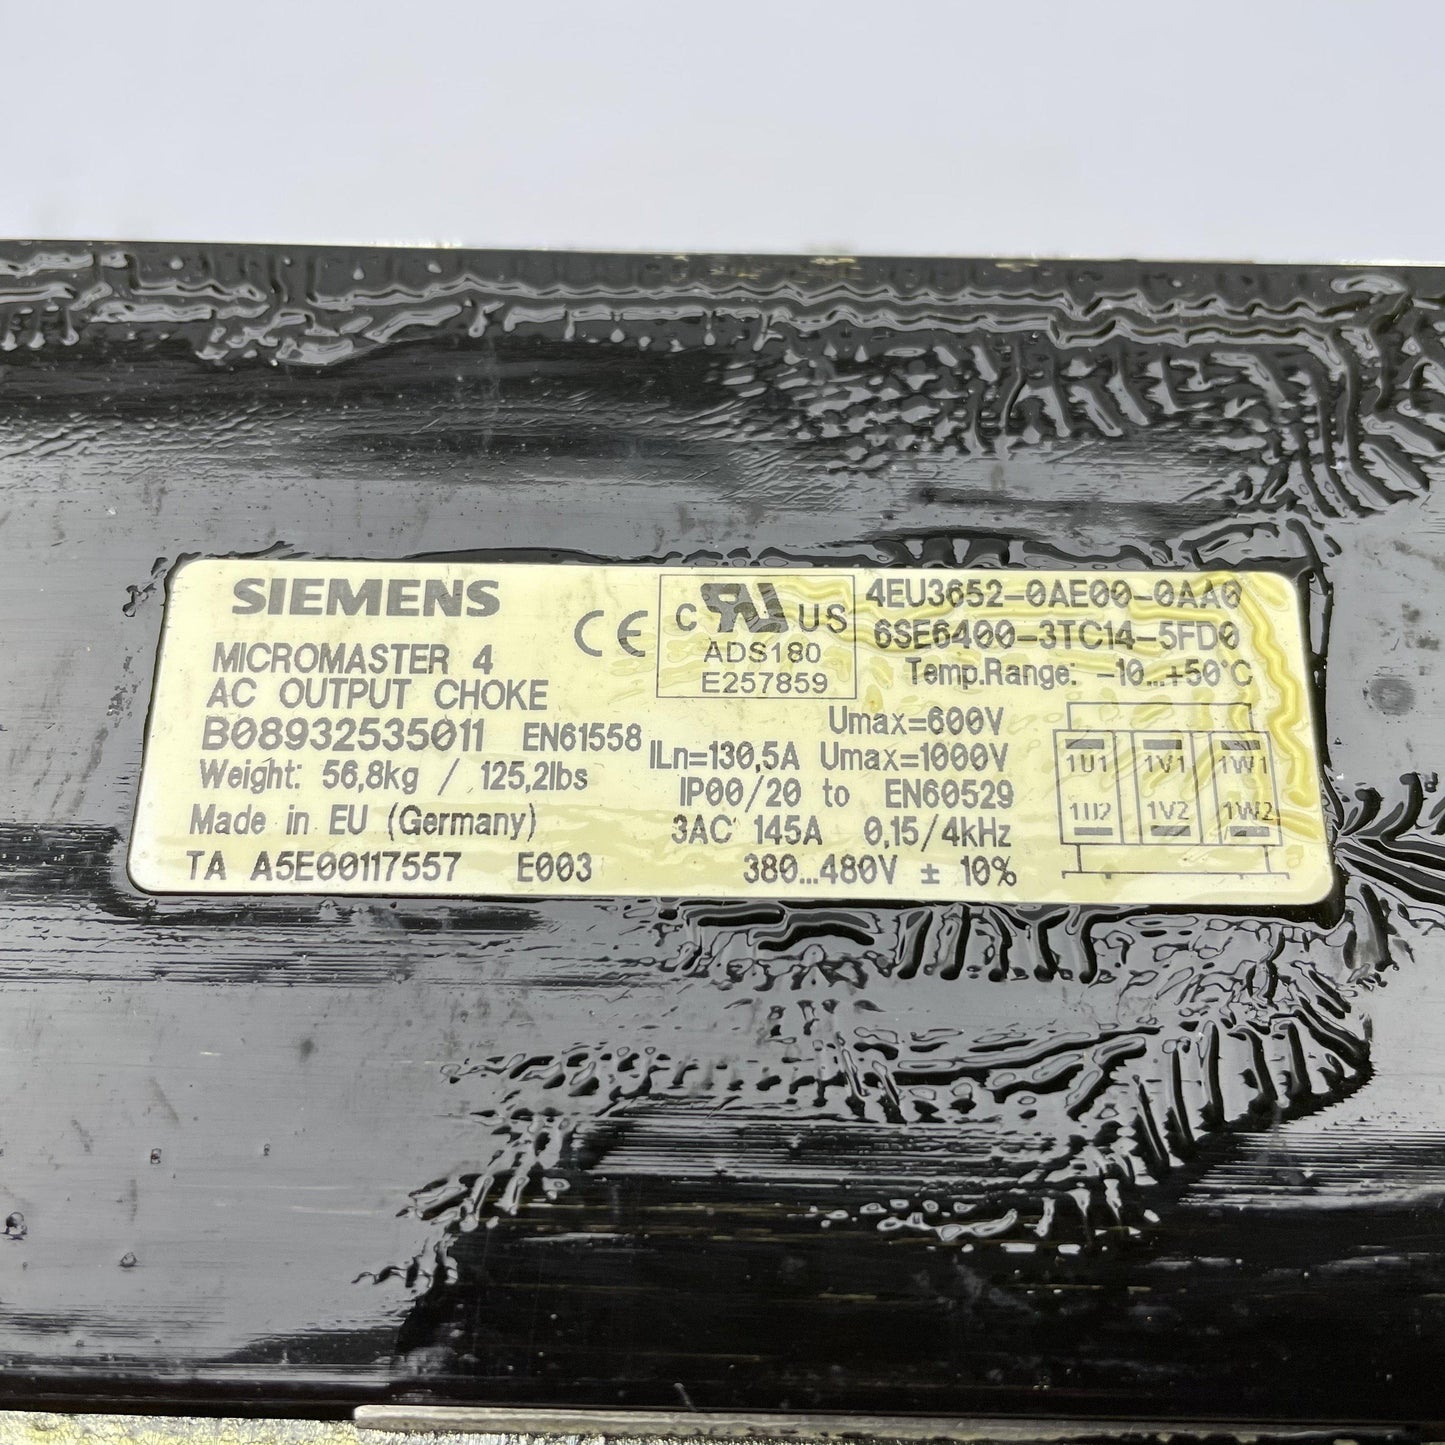 SIEMENS
MICROMASTER 4
AC OUTPUT CHOKE
B08932535011 EN61558
Weight: 56,8kg / 125,2lbs
Made in EU (Germany)
TA A5E00117557 E003
CE
C RU US
ADS180
E257859
4EU3652-0AE00-0AA0
6SE6400-3TC14-5FD0
Temp.Range: -10...+50°C
Umax=600V
ILn=130,5A Umax=1000V
IP00/20 to EN60529
3AC 145A 0,15/4kHz
380...480V ± 10%
1U1 1V1 1W1
1U2 1V2 1W2